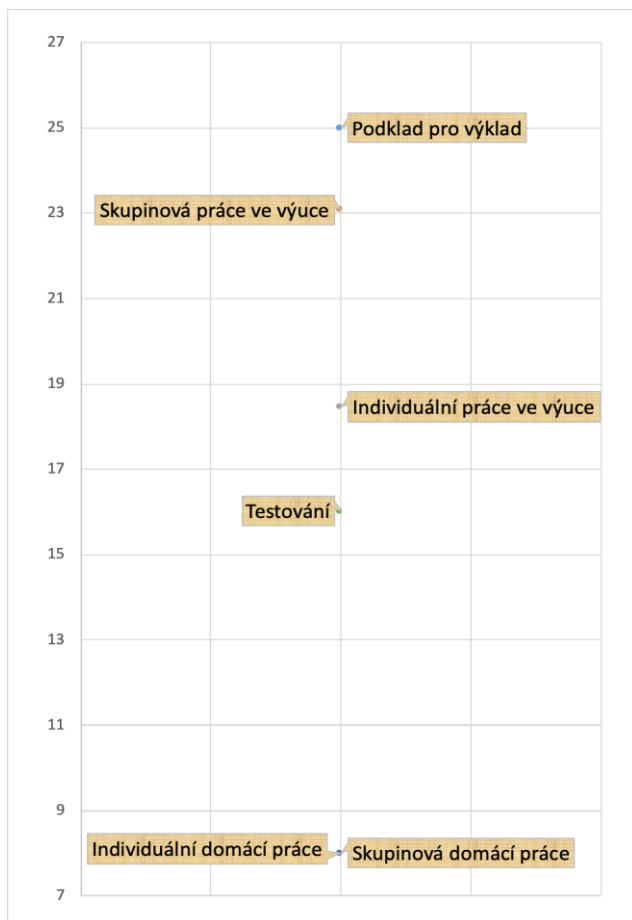 27
25
Podklad pro výklad
23
Skupinová práce ve výuce
21
19
Individuální práce ve výuce
17
Testování
15
13
11
9
Individuální domácí práce
Skupinová domácí práce
7